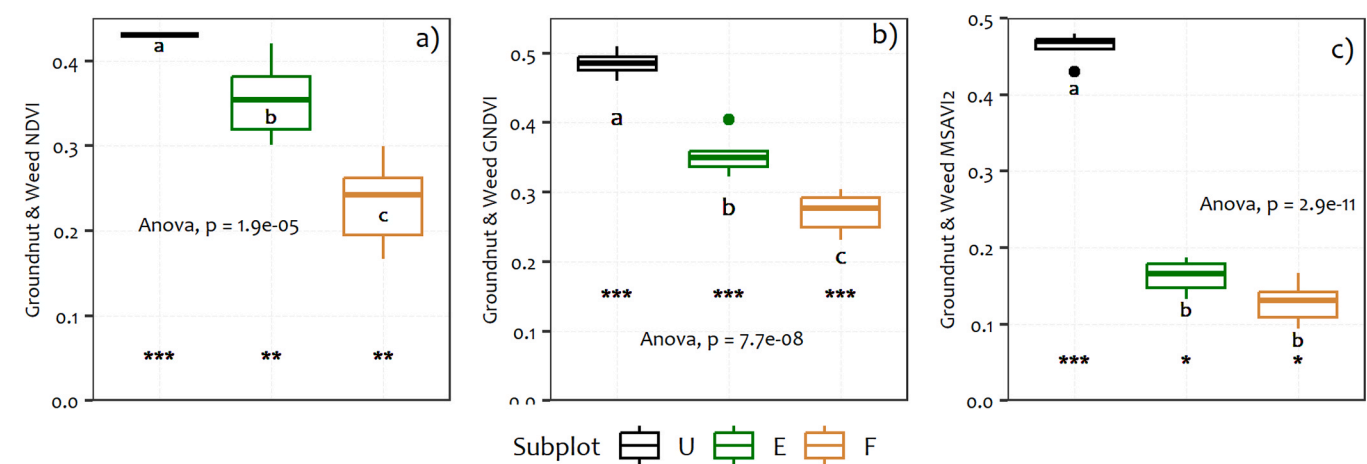 Groundnut & Weed NDVI
0.4
0.3
0.2
0.1
0.0
a)
a
b
c
Anova, p = 1.9e-05
*** ** **
Groundnut & Weed GNDVI
0.5
0.4
0.3
0.2
0.1
0.0
b)
a
b
c
*** *** ***
Anova, p = 7.7e-08
Groundnut & Weed MSAVI2
0.5
0.4
0.3
0.2
0.1
0.0
c)
a
Anova, p = 2.9e-11
b
b
*** * *
Subplot U E F